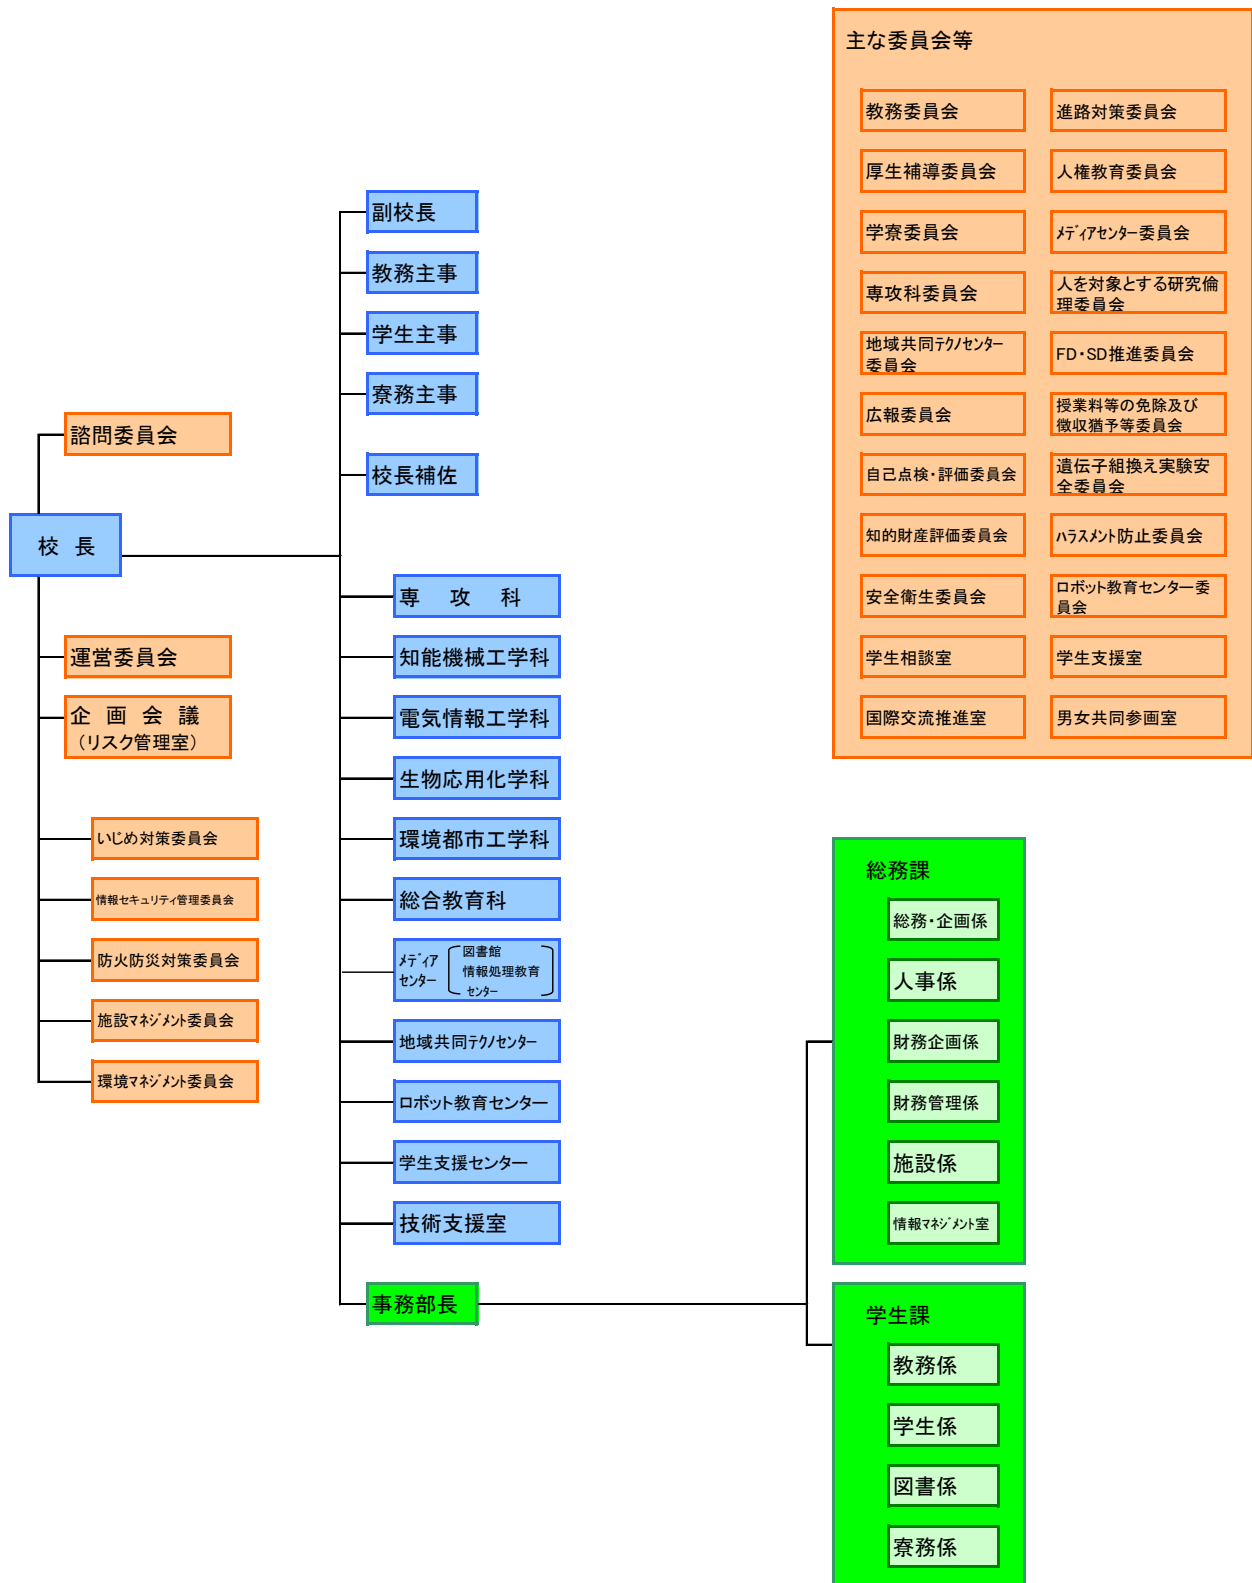 主な委員会等
教務委員会
進路対策委員会
厚生補導委員会
人権教育委員会
学寮委員会
メディアセンター委員会
専攻科委員会
人を対象とする研究倫
理委員会
地域共同テクノセンター
委員会
FD・SD推進委員会
広報委員会
授業料等の免除及び
徴収猶予等委員会
自己点検・評価委員会
遺伝子組換え実験安
全委員会
知的財産評価委員会
ハラスメント防止委員会
安全衛生委員会
ロボット教育センター委
員会
学生相談室
学生支援室
国際交流推進室
男女共同参画室
諮問委員会
校 長
運営委員会
企 画 会 議
（リスク管理室）
いじめ対策委員会
情報セキュリティ管理委員会
防火防災対策委員会
施設マネジメント委員会
環境マネジメント委員会
副校長
教務主事
学生主事
寮務主事
校長補佐
専 攻 科
知能機械工学科
電気情報工学科
生物応用化学科
環境都市工学科
総合教育科
メディア
センター
図書館
情報処理教育
センター
地域共同テクノセンター
ロボット教育センター
学生支援センター
技術支援室
事務部長
総務課
総務・企画係
人事係
財務企画係
財務管理係
施設係
情報マネジメント室
学生課
教務係
学生係
図書係
寮務係